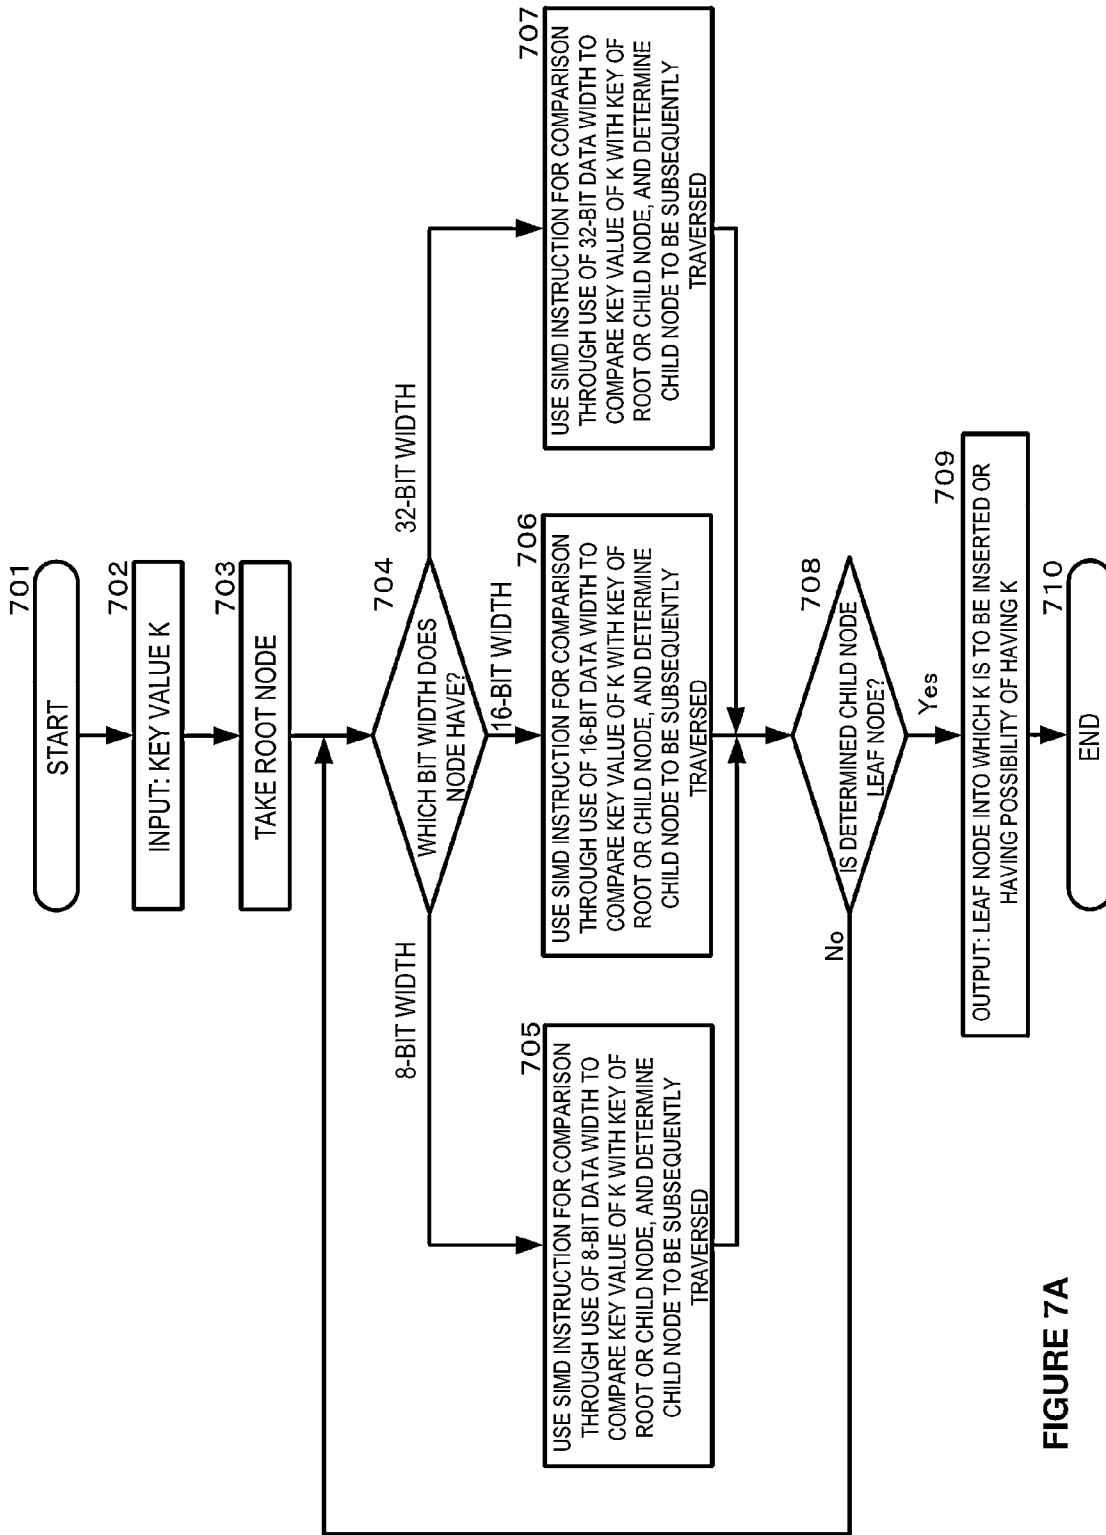 701
START
702
INPUT: KEY VALUE K
703
TAKE ROOT NODE
704
WHICH BIT WIDTH DOES
NODE HAVE?
8-BIT WIDTH
16-BIT WIDTH
32-BIT WIDTH
705
USE SIMD INSTRUCTION FOR COMPARISON
THROUGH USE OF 8-BIT DATA WIDTH TO
COMPARE KEY VALUE OF K WITH KEY OF
ROOT OR CHILD NODE, AND DETERMINE
CHILD NODE TO BE SUBSEQUENTLY
TRAVERSED
706
USE SIMD INSTRUCTION FOR COMPARISON
THROUGH USE OF 16-BIT DATA WIDTH TO
COMPARE KEY VALUE OF K WITH KEY OF
ROOT OR CHILD NODE, AND DETERMINE
CHILD NODE TO BE SUBSEQUENTLY
TRAVERSED
707
USE SIMD INSTRUCTION FOR COMPARISON
THROUGH USE OF 32-BIT DATA WIDTH TO
COMPARE KEY VALUE OF K WITH KEY OF
ROOT OR CHILD NODE, AND DETERMINE
CHILD NODE TO BE SUBSEQUENTLY
TRAVERSED
708
IS DETERMINED CHILD NODE
LEAF NODE?
No
Yes
709
OUTPUT: LEAF NODE INTO WHICH K IS TO BE INSERTED OR
HAVING POSSIBILITY OF HAVING K
710
END
FIGURE 7A